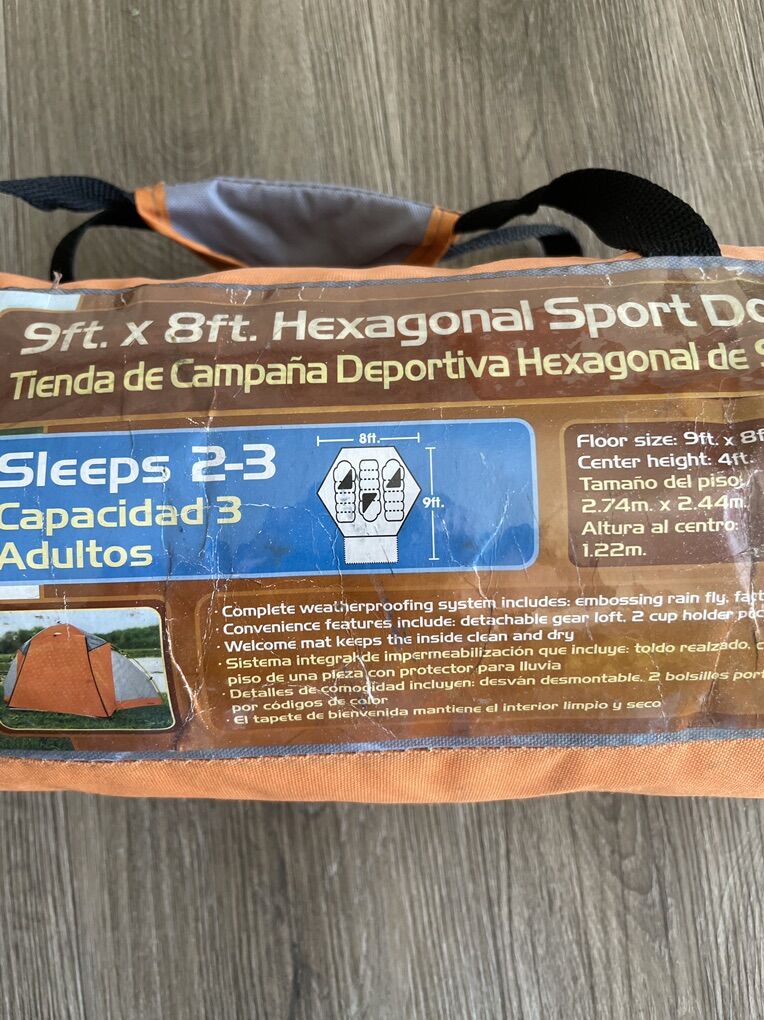 9ft. x 8ft. Hexagonal Sport Do
Tienda de Campaña Deportiva Hexagonal de
Sleeps 2-3
Capacidad 3
Adultos
8ft.
9ft.
Floor size: 9ft. x 8f
Center height: 4ft.
Tamaño del piso:
2.74m. x 2.44m.
Altura al centro:
1.22m.
· Complete weatherproofing system includes: embossing rain fly, fact
· Convenience features include: detachable gear loft, 2 cup holder poc
· Welcome mat keeps the inside clean and dry
· Sistema integral de impermeabilización que incluye: toldo realzado, c
piso de una pieza con protector para lluvia
· Detalles de comodidad incluyen: desván desmontable, 2 bolsillos port
por códigos de color
· El tapete de bienvenida mantiene el interior limpio y seco